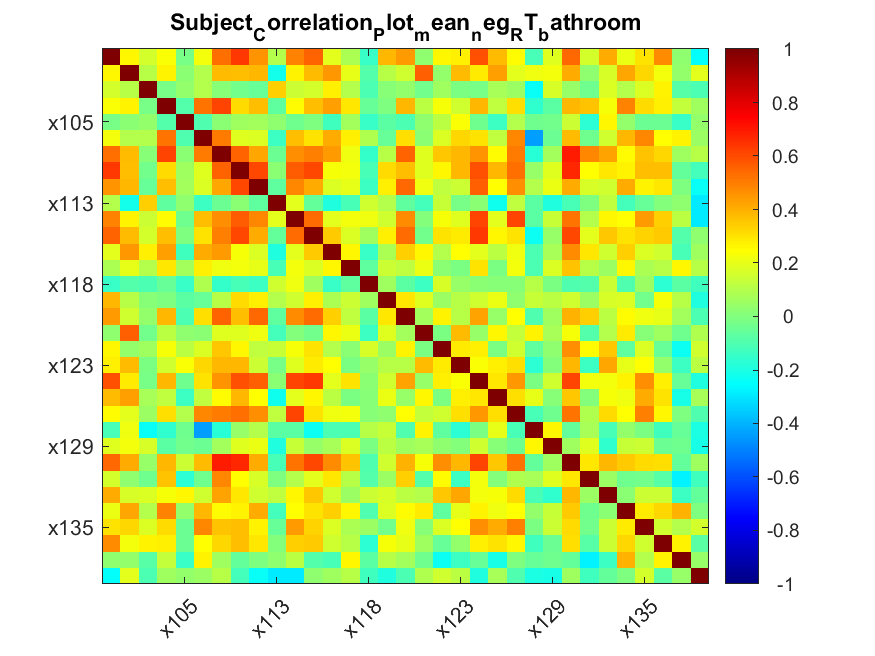 Subject_Correlation_Plot_mean_neg_RT_bathroom
x105
x113
x118
x123
x129
x135
x105
x113
x118
x123
x129
x135
1
0.8
0.6
0.4
0.2
0
-0.2
-0.4
-0.6
-0.8
-1